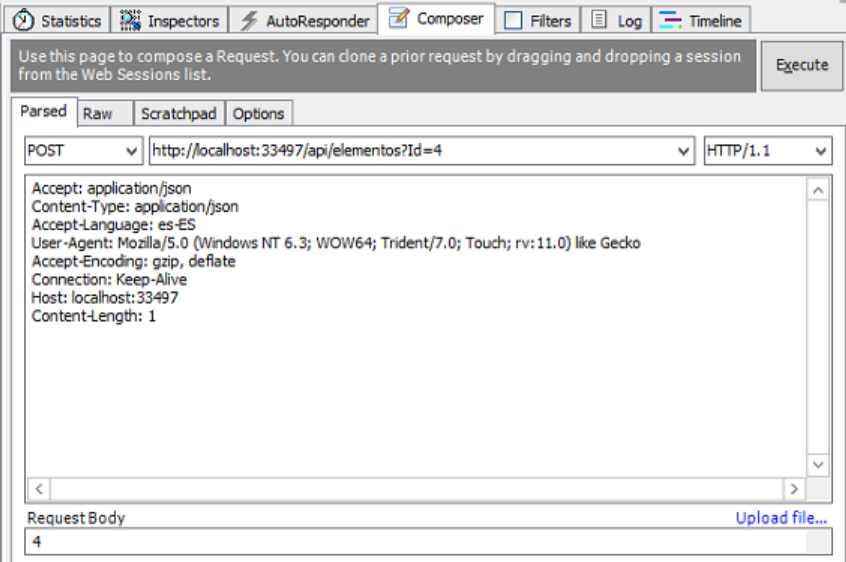 Statistics Inspectors AutoResponder Composer Filters Log Timeline
Use this page to compose a Request. You can clone a prior request by dragging and dropping a session
from the Web Sessions list.
Execute
Parsed Raw Scratchpad Options
POST http://localhost:33497/api/elementos?Id=4 HTTP/1.1
Accept: application/json
Content-Type: application/json
Accept-Language: es-ES
User-Agent: Mozilla/5.0 (Windows NT 6.3; WOW64; Trident/7.0; Touch; rv:11.0) like Gecko
Accept-Encoding: gzip, deflate
Connection: Keep-Alive
Host: localhost:33497
Content-Length: 1
Request Body Upload file...
4